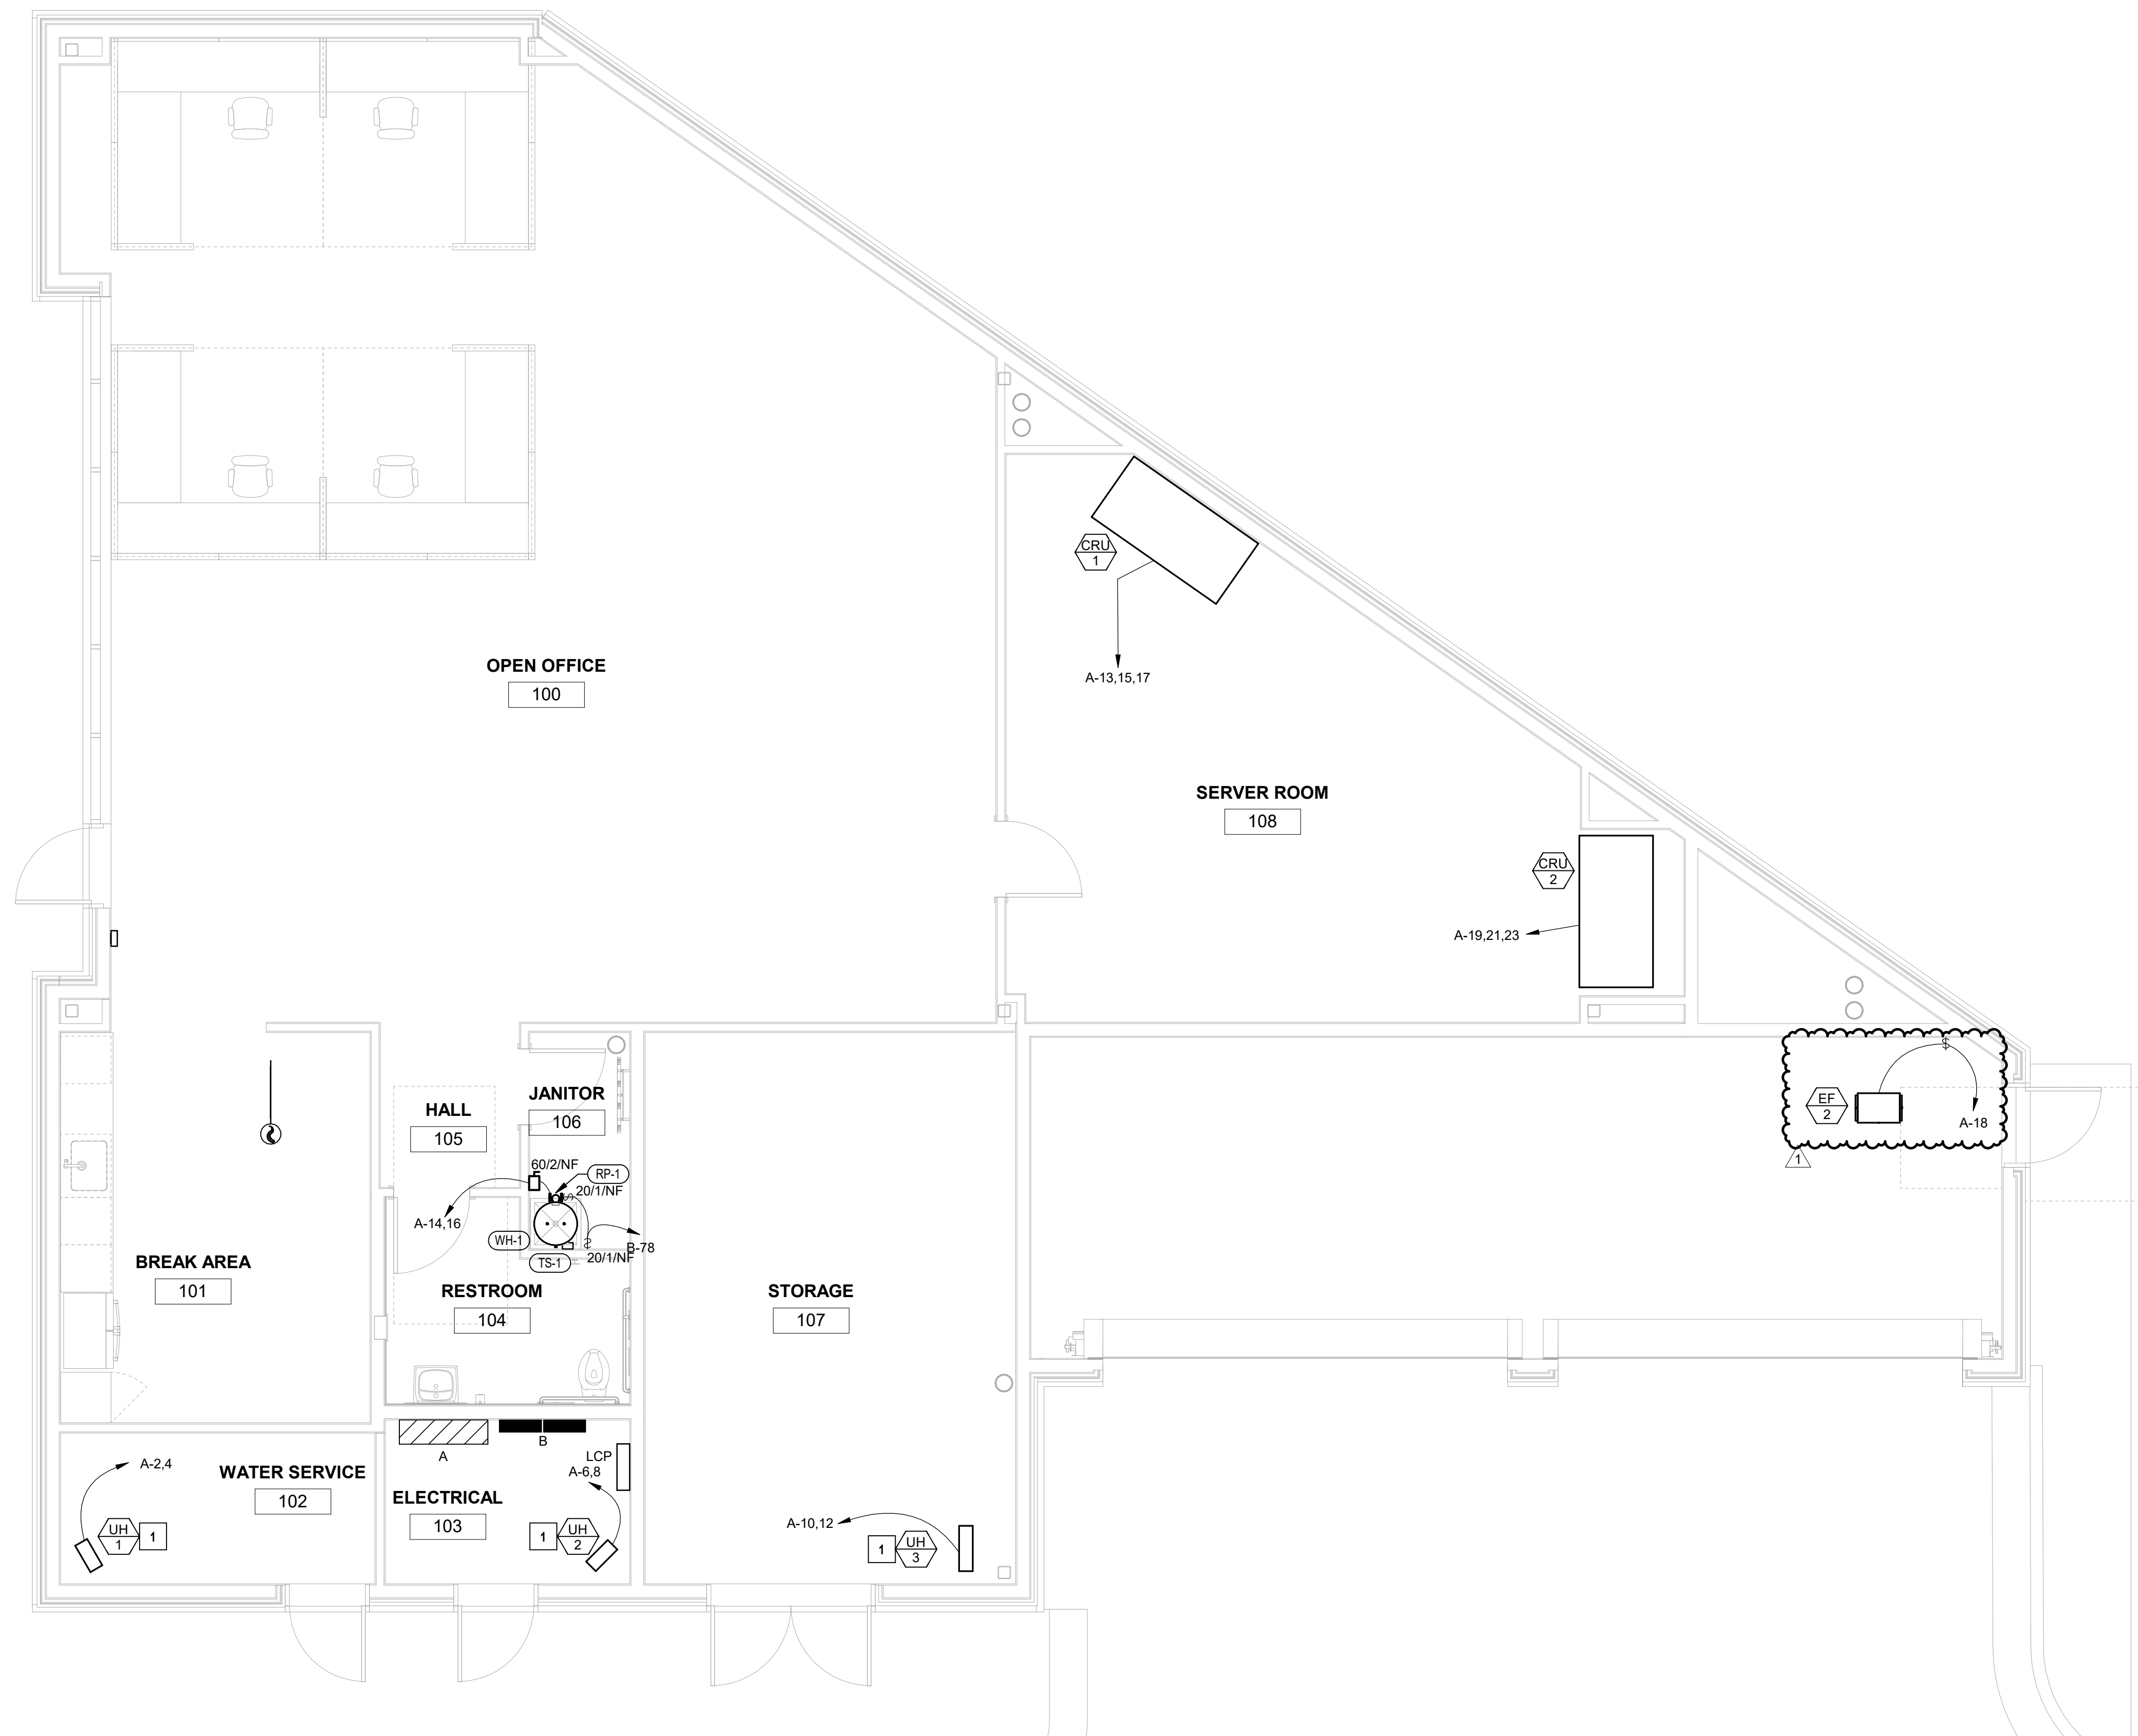 CRU
1
A-13,15,17
OPEN OFFICE
100
SERVER ROOM
108
CRU
2
A-19,21,23
JANITOR
106
HALL
105
EF
2
A-18
1
60/2/NF
RP-1
20/1/NF
A-14,16
WH-1
B-78
20/1/NF
TS-1
BREAK AREA
101
RESTROOM
104
STORAGE
107
A
B
LCP
A-6,8
A-2,4
WATER SERVICE
102
ELECTRICAL
103
UH
1
1
1
UH
2
A-10,12
1
UH
3